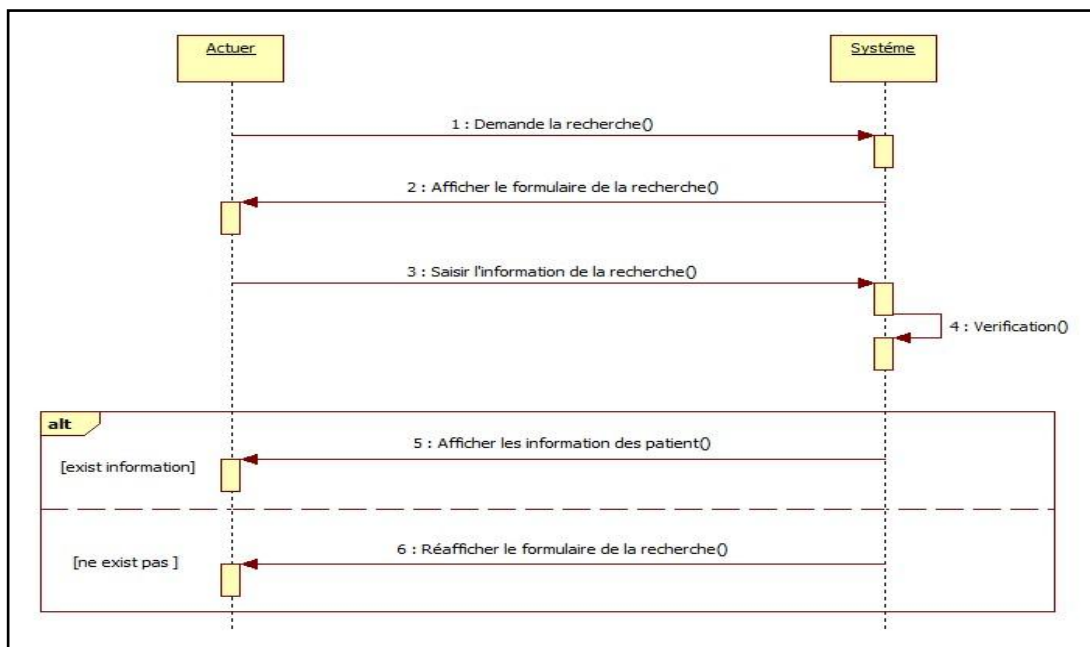 Actuer
Systéme
1 : Demande la recherche()
2 : Afficher le formulaire de la recherche()
3 : Saisir l'information de la recherche()
4 : Verification()
alt
5 : Afficher les information des patient()
[exist information]
6 : Réafficher le formulaire de la recherche()
[ne exist pas ]